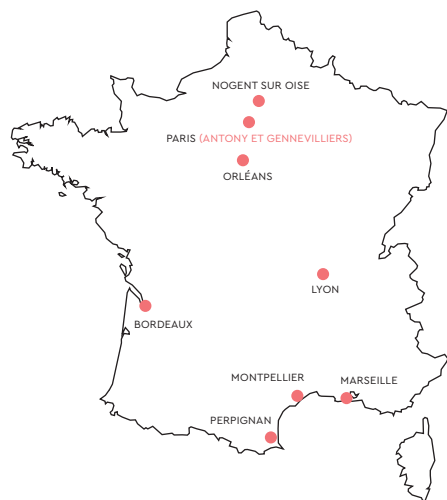 NOGENT SUR OISE
PARIS (ANTONY ET GENNEVILLIERS)
ORLÉANS
LYON
BORDEAUX
MONTPELLIER
MARSEILLE
PERPIGNAN